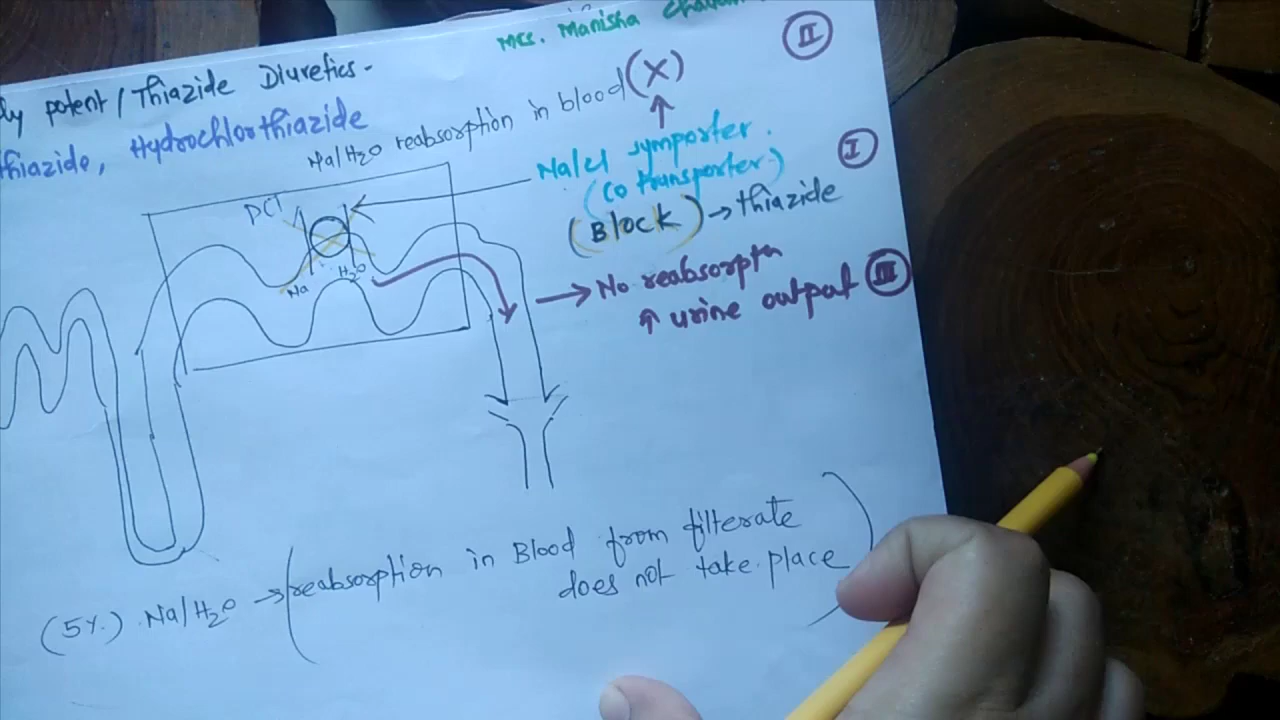 Mrs. Manisha
II
ly potent / Thiazide Diuretics-
thiazide, Hydrochlorthiazide
Na/H2O reabsorption in blood (X)
Na/Cl symporter.
(Co transporter)
I
(Block) → thiazide
DCT
Na
H2O
→ No reabsorptn
↑ urine output III
(5%) Na/H2O → (reabsorption in Blood from filterate
does not take place)